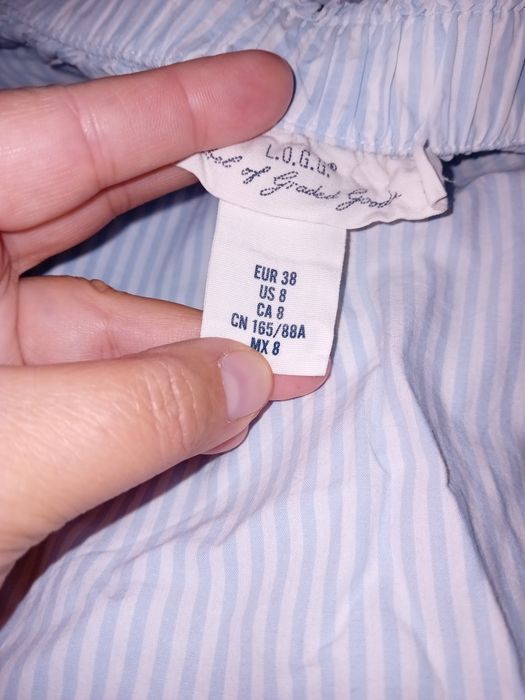 L.O.G.G.®
Label of Graded Goods
EUR 38
US 8
CA 8
CN 165/88A
MX 8